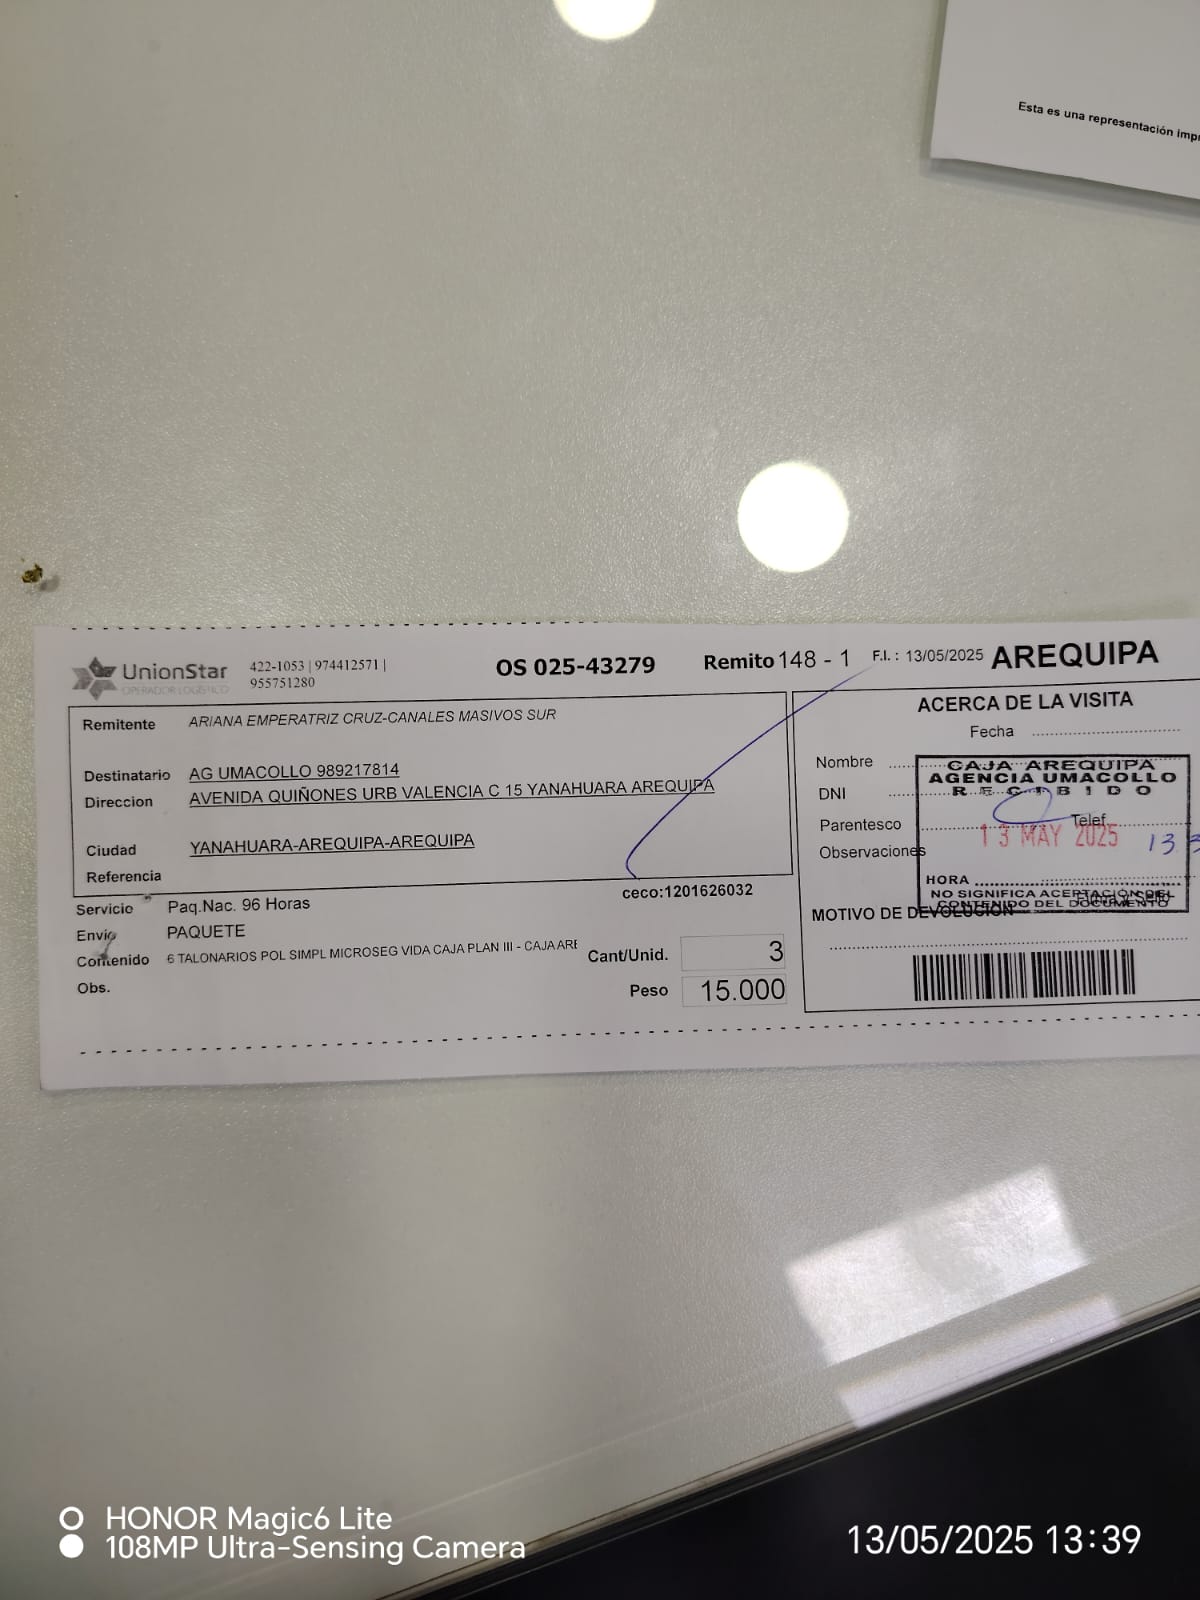 Esta es una representación
UnionStar
OPERADOR LOGISTICO
422-1053 | 974412571 |
955751280
OS 025-43279
Remito 148 - 1
F.I. : 13/05/2025
AREQUIPA
Remitente ARIANA EMPERATRIZ CRUZ-CANALES MASIVOS SUR
Destinatario AG UMACOLLO 989217814
Direccion AVENIDA QUIÑONES URB VALENCIA C 15 YANAHUARA AREQUIPA
Ciudad YANAHUARA-AREQUIPA-AREQUIPA
Referencia
ceco:1201626032
Servicio Paq.Nac. 96 Horas
Envio PAQUETE
Contenido 6 TALONARIOS POL SIMPL MICROSEG VIDA CAJA PLAN III - CAJA
Obs.
Cant/Unid. 3
Peso 15.000
ACERCA DE LA VISITA
Fecha
Nombre
DNI
Parentesco
Telef.
Observaciones
CAJA AREQUIPA
AGENCIA UMACOLLO
RECIBIDO
13 MAY 2025
13
HORA
NO SIGNIFICA ACEPTACIÓN DEL
CONTENIDO DEL DOCUMENTO
MOTIVO DE DEVOLUCION
HONOR Magic6 Lite
108MP Ultra-Sensing Camera
13/05/2025 13:39